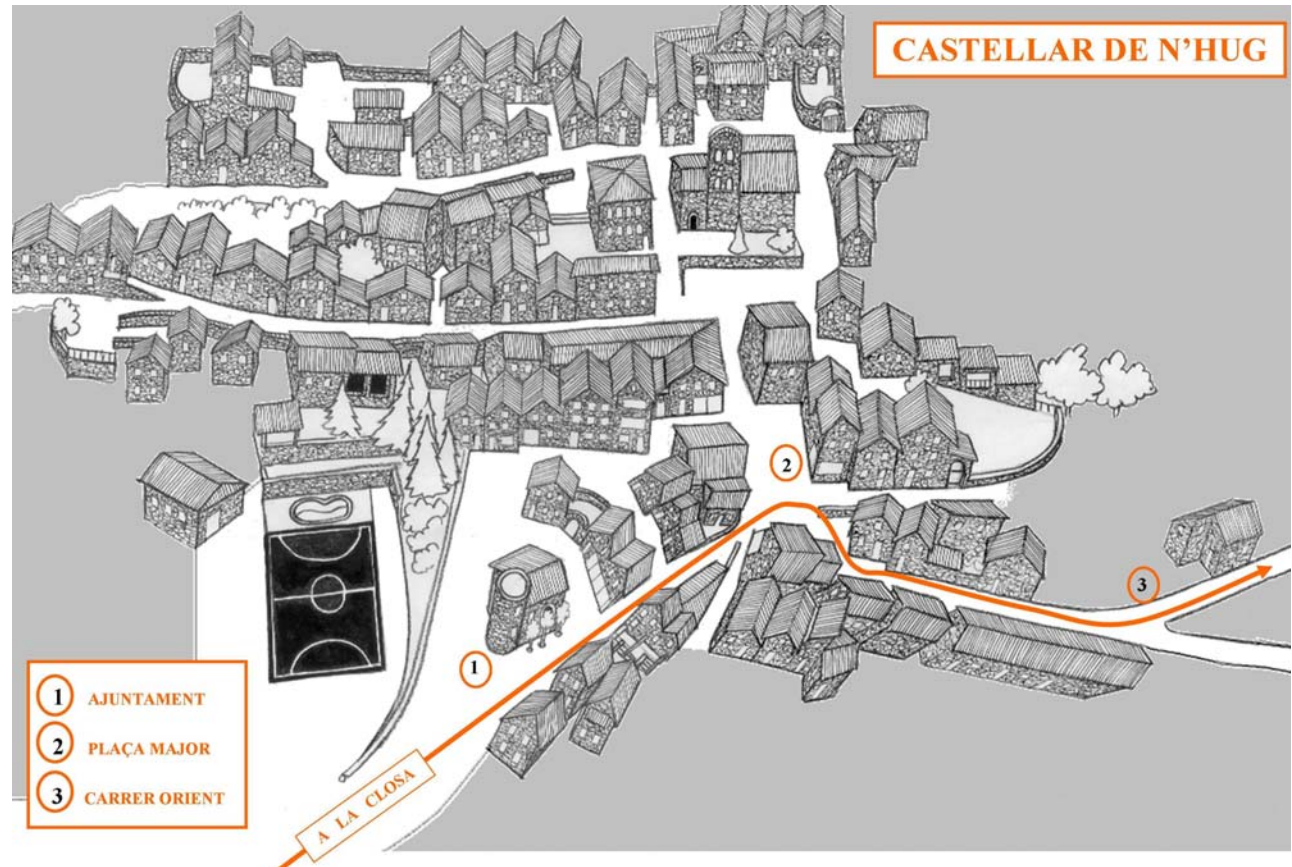 CASTELLAR DE N'HUG
2
3
1
1 AJUNTAMENT
2 PLAÇA MAJOR
3 CARRER ORIENT
A LA CLOSA